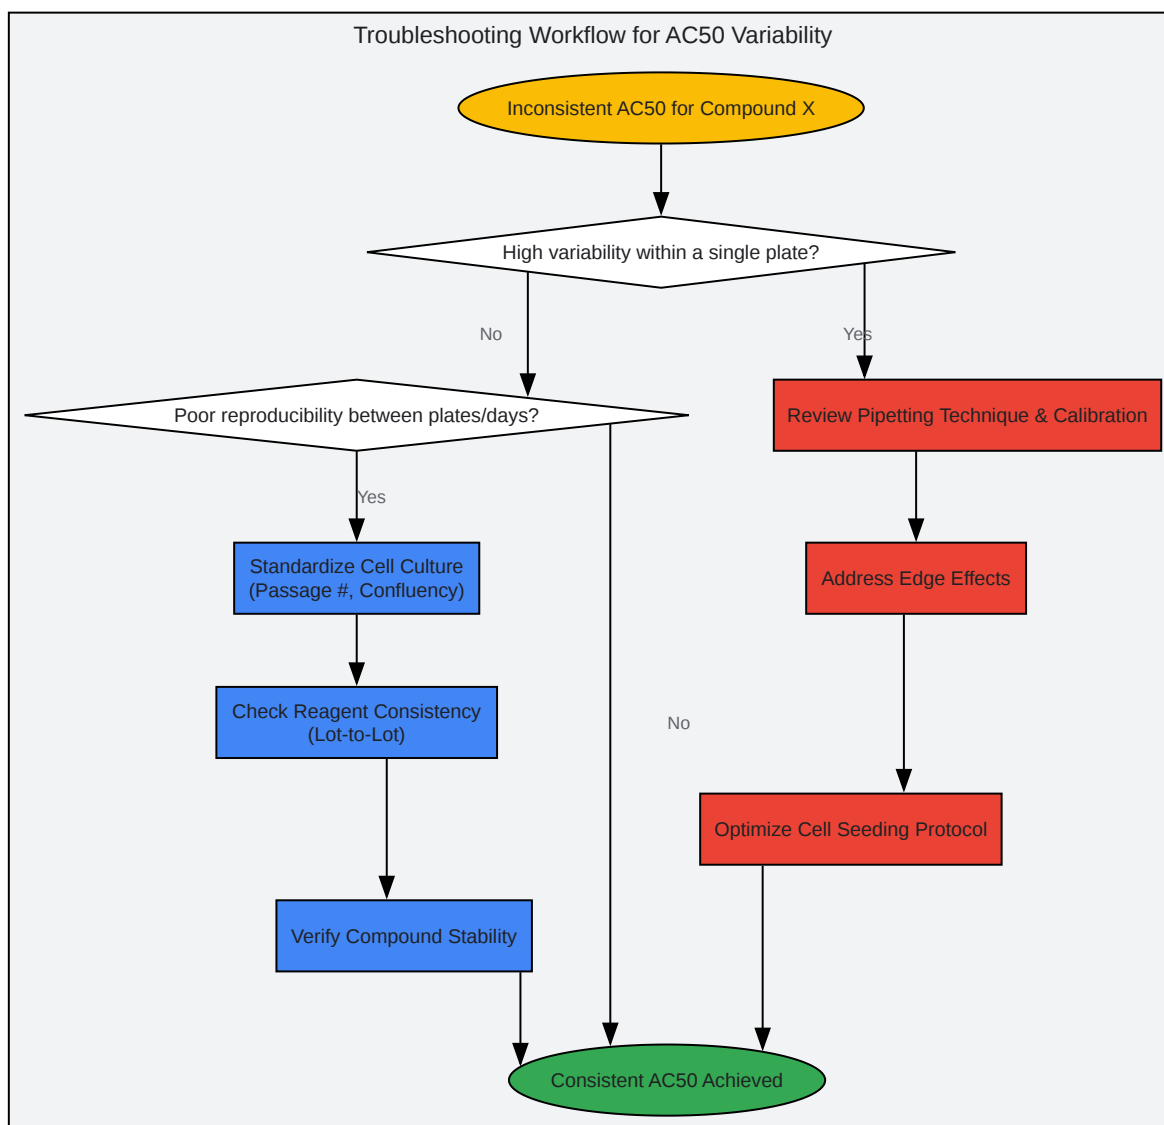 Troubleshooting Workflow for AC50 Variability
Inconsistent AC50 for Compound X
High variability within a single plate?
No
Yes
Poor reproducibility between plates/days?
Review Pipetting Technique & Calibration
Yes
Standardize Cell Culture
(Passage #, Confluency)
Address Edge Effects
Check Reagent Consistency
(Lot-to-Lot)
No
Optimize Cell Seeding Protocol
Verify Compound Stability
Consistent AC50 Achieved